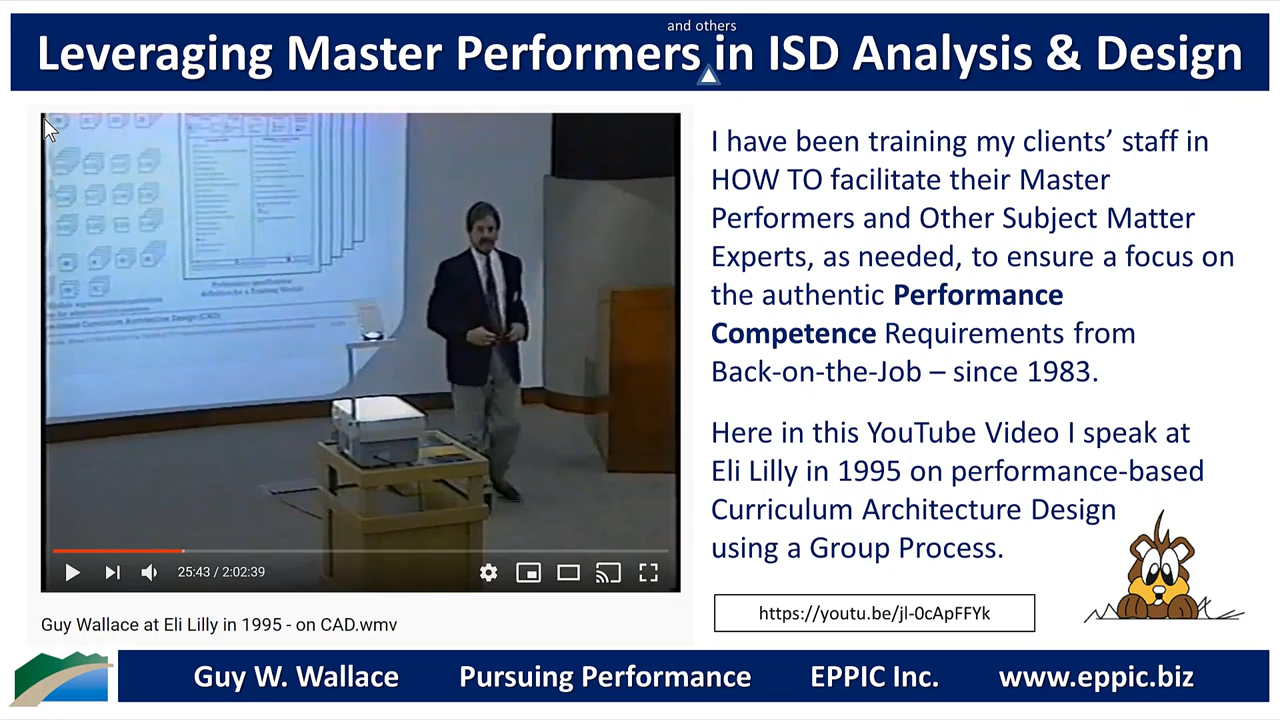 and others
Leveraging Master Performers in ISD Analysis & Design
I have been training my clients’ staff in
HOW TO facilitate their Master
Performers and Other Subject Matter
Experts, as needed, to ensure a focus on
the authentic Performance
Competence Requirements from
Back-on-the-Job – since 1983.
Here in this YouTube Video I speak at
Eli Lilly in 1995 on performance-based
Curriculum Architecture Design
using a Group Process.
https://youtu.be/jl-0cApFFYk
25:43 / 2:02:39
Guy Wallace at Eli Lilly in 1995 - on CAD.wmv
Guy W. Wallace Pursuing Performance EPPIC Inc. www.eppic.biz